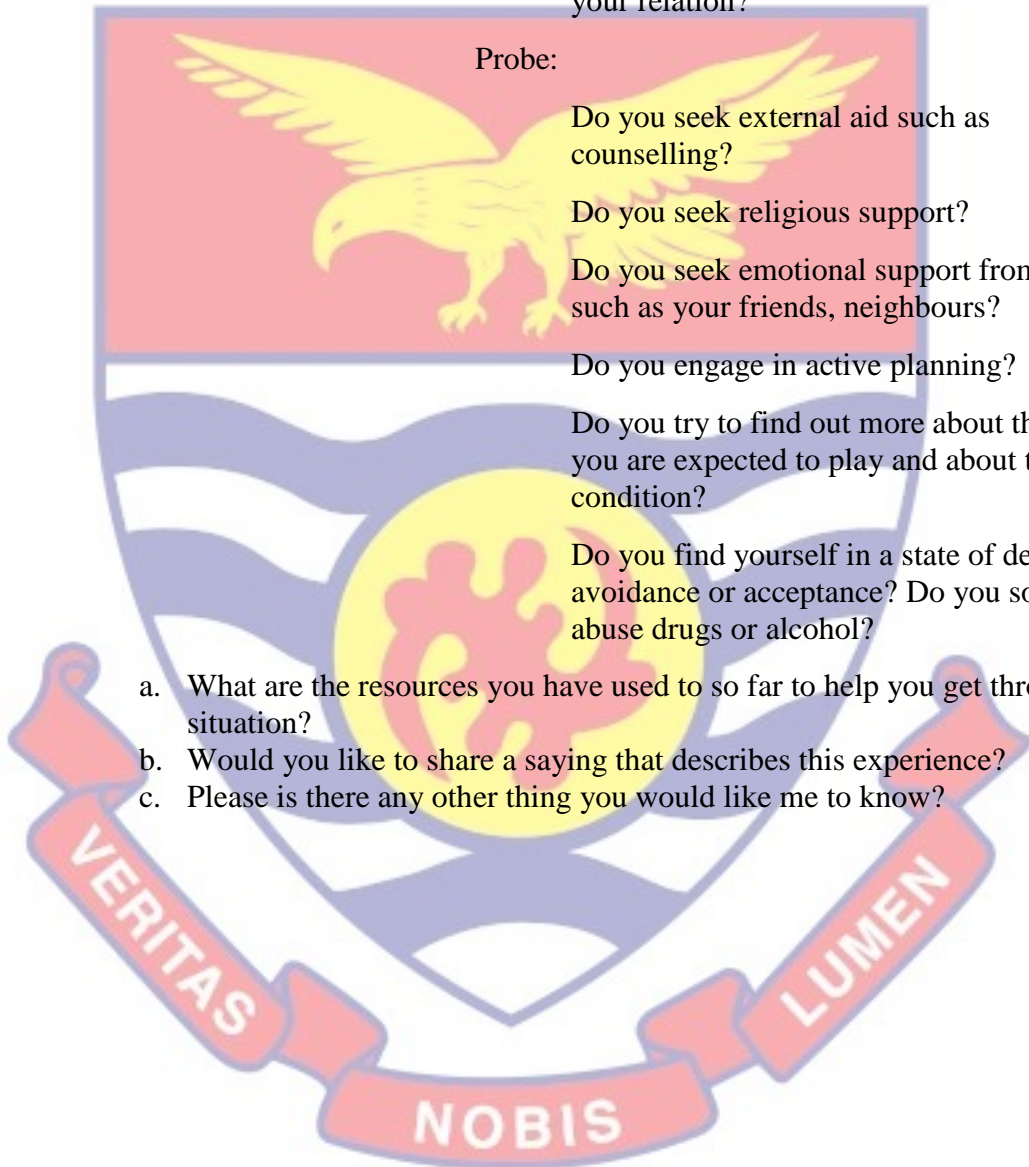 your relation?
Probe:
Do you seek external aid such as
counselling?
Do you seek religious support?
Do you seek emotional support from
such as your friends, neighbours?
Do you engage in active planning?
Do you try to find out more about th
you are expected to play and about t
condition?
Do you find yourself in a state of de
avoidance or acceptance? Do you so
abuse drugs or alcohol?
a. What are the resources you have used to so far to help you get thro
situation?
b. Would you like to share a saying that describes this experience?
c. Please is there any other thing you would like me to know?
VERITAS
NOBIS
LUMEN